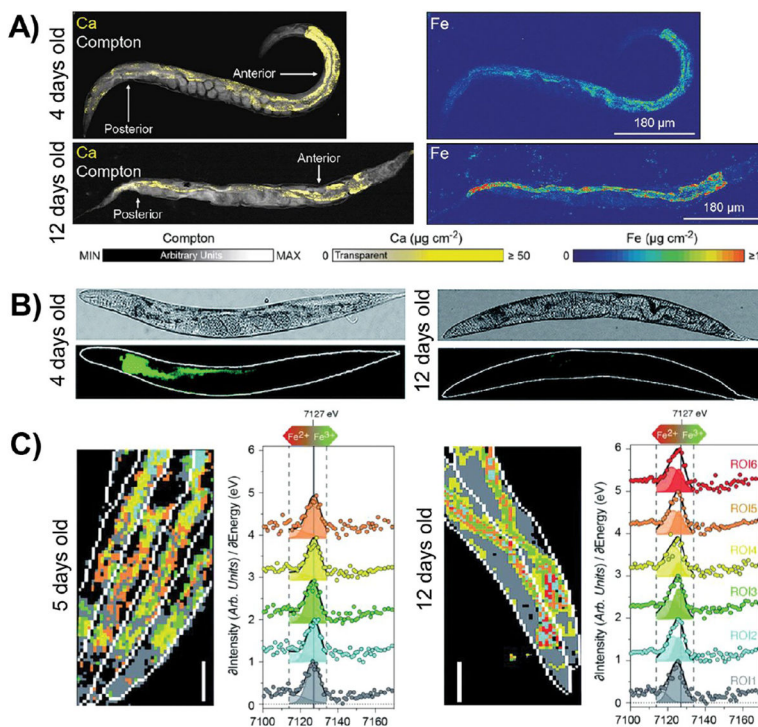 A)
4 days old
Ca
Compton
Anterior
Posterior
Fe
180 µm
12 days old
Ca
Compton
Anterior
Posterior
Fe
180 µm
Compton
MIN
Arbitrary Units
MAX
Ca (µg cm⁻²)
0
Transparent
≥ 50
Fe (µg cm⁻²)
0
B)
4 days old
12 days old
C)
5 days old
7127 eV
Fe2+ Fe3+
∂Intensity (Arb. Units) / ∂Energy (eV)
6
5
4
3
2
1
0
7100 7120 7140 7160
12 days old
7127 eV
Fe2+ Fe3+
∂Intensity (Arb. Units) / ∂Energy (eV)
6
5
4
3
2
1
0
ROI6
ROI5
ROI4
ROI3
ROI2
ROI1
7100 7120 7140 7160